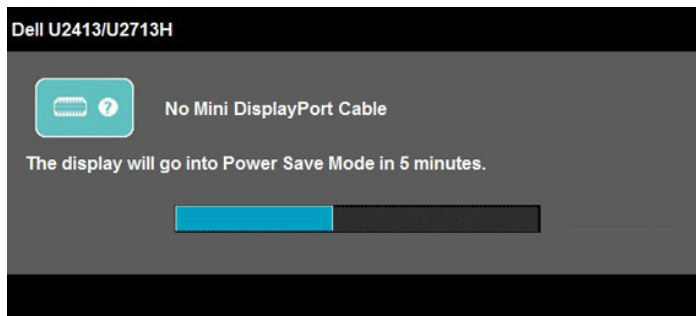 Dell U2413/U2713H
?
No Mini DisplayPort Cable
The display will go into Power Save Mode in 5 minutes.